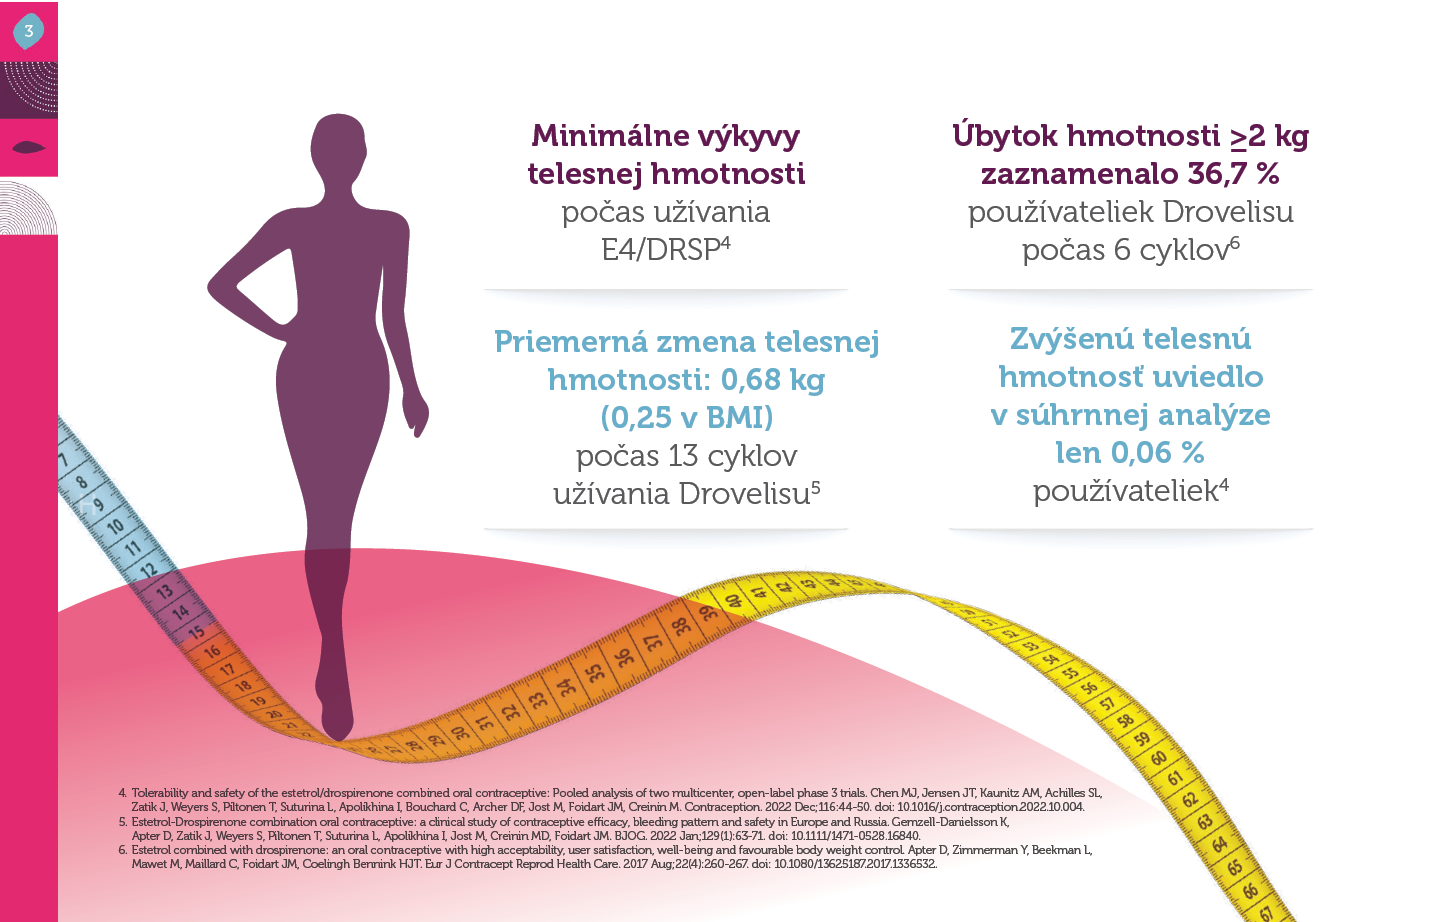 3
Minimálne výkyvy
telesnej hmotnosti
počas užívania
E4/DRSP4
Priemerná zmena telesnej
hmotnosti: 0,68 kg
(0,25 v BMI)
počas 13 cyklov
užívania Drovelisu5
Úbytok hmotnosti ≥2 kg
zaznamenalo 36,7 %
používateliek Drovelisu
počas 6 cyklov6
Zvýšenú telesnú
hmotnosť uviedlo
v súhrnnej analýze
len 0,06 %
používateliek4
7
8
9
10
11
12
13
14
15
16
17
18
19
20
21
28
29
30
31
32
33
34
35
36
37
38
39
40
41
42
43
44
52
53
54
55
56
57
58
59
60
61
62
63
64
65
66
67
4. Tolerability and safety of the estetrol/drospirenone combined oral contraceptive: Pooled analysis of two multicenter, open-label phase 3 trials. Chen MJ, Jensen JT, Kaunitz AM, Achilles SL,
Zatik J, Weyers S, Piltonen T, Suturina L, Apolikhina I, Bouchard C, Archer DF, Jost M, Foidart JM, Creinin M. Contraception. 2022 Dec;116:44-50. doi: 10.1016/j.contraception.2022.10.004.
5. Estetrol-Drospirenone combination oral contraceptive: a clinical study of contraceptive efficacy, bleeding pattern and safety in Europe and Russia. Gemzell-Danielsson K,
Apter D, Zatik J, Weyers S, Piltonen T, Suturina L, Apolikhina I, Jost M, Creinin MD, Foidart JM. BJOG. 2022 Jan;129(1):63-71. doi: 10.1111/1471-0528.16840.
6. Estetrol combined with drospirenone: an oral contraceptive with high acceptability, user satisfaction, well-being and favourable body weight control. Apter D, Zimmerman Y, Beekman L,
Mawet M, Maillard C, Foidart JM, Coelingh Bennink HJT. Eur J Contracept Reprod Health Care. 2017 Aug;22(4):260-267. doi: 10.1080/13625187.2017.1336532.